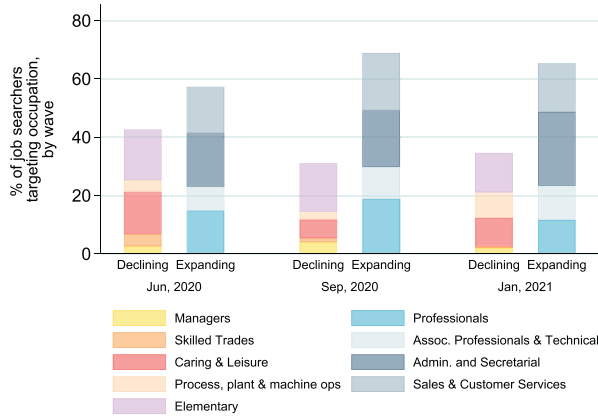 % of job searchers
targeting occupation,
by wave
80
60
40
20
0
Declining Expanding Declining Expanding Declining Expanding
Jun, 2020 Sep, 2020 Jan, 2021
Managers Professionals
Skilled Trades Assoc. Professionals & Technical
Caring & Leisure Admin. and Secretarial
Process, plant & machine ops Sales & Customer Services
Elementary